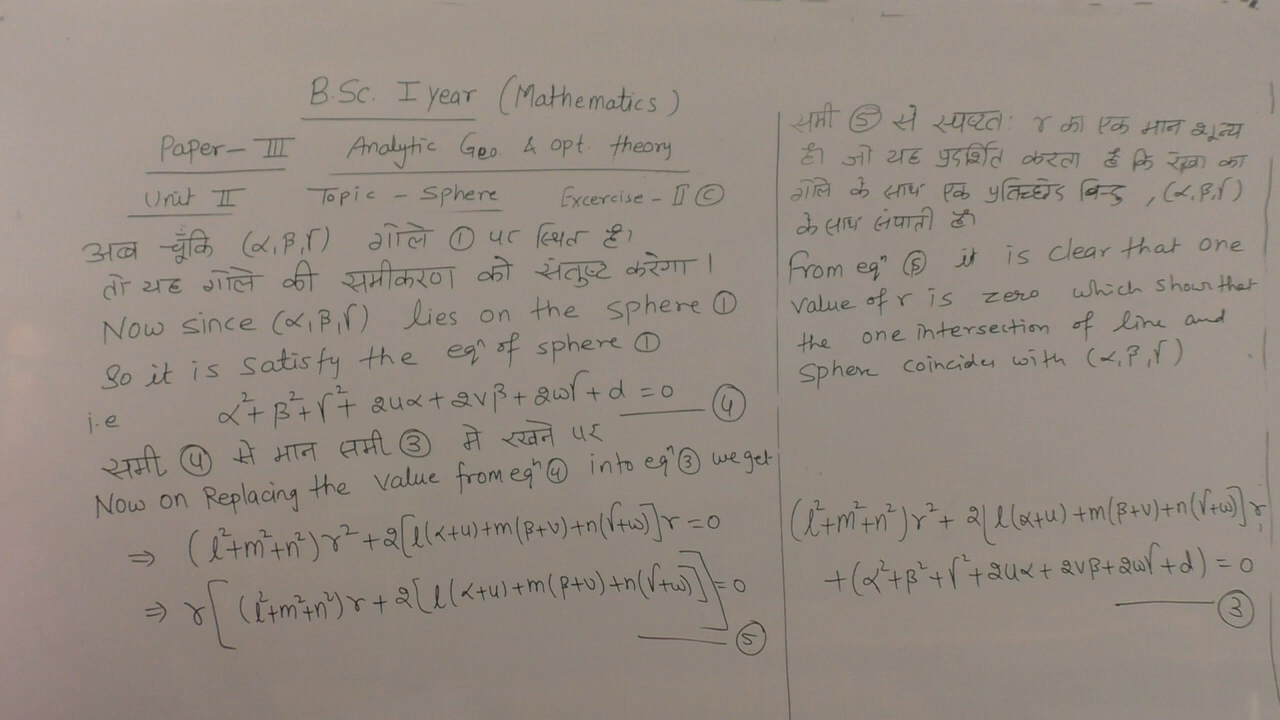 B.Sc. I year (Mathematics)
Paper-III Analytic Geo & opt. theory
Unit II Topic - Sphere Excercise - II ©
अब चूँकि (α,β,γ) गोले ① पर स्थित है।
तो यह गोले की समीकरण को संतुष्ट करेगा।
Now since (α,β,γ) lies on the sphere ①
So it is satisfy the eqⁿ of sphere ①
i.e α²+β²+γ²+2uα+2vβ+2wγ+d=0 —— ④
समी ④ से मान समी ③ मे रखने पर
Now on Replacing the value from eqⁿ ④ into eqⁿ ③ we get
⇒ (l²+m²+n²)r²+2[l(α+u)+m(β+v)+n(γ+w)]r=0
⇒ r[(l²+m²+n²)r+2[l(α+u)+m(β+v)+n(γ+w)]]=0
—— ⑤
समी ⑤ से स्पष्टतः r का एक मान शून्य
है। जो यह प्रदर्शित करता है कि रेखा का
गोले के साथ एक प्रतिच्छेद बिन्दु , (α,β,γ)
के साथ संपाती है।
from eqⁿ ⑤ it is clear that one
value of r is zero which show that
the one intersection of line and
Sphere coincides with (α,β,γ)
(l²+m²+n²)r²+2[l(α+u)+m(β+v)+n(γ+w)]r
+(α²+β²+γ²+2uα+2vβ+2wγ+d)=0
—— ③